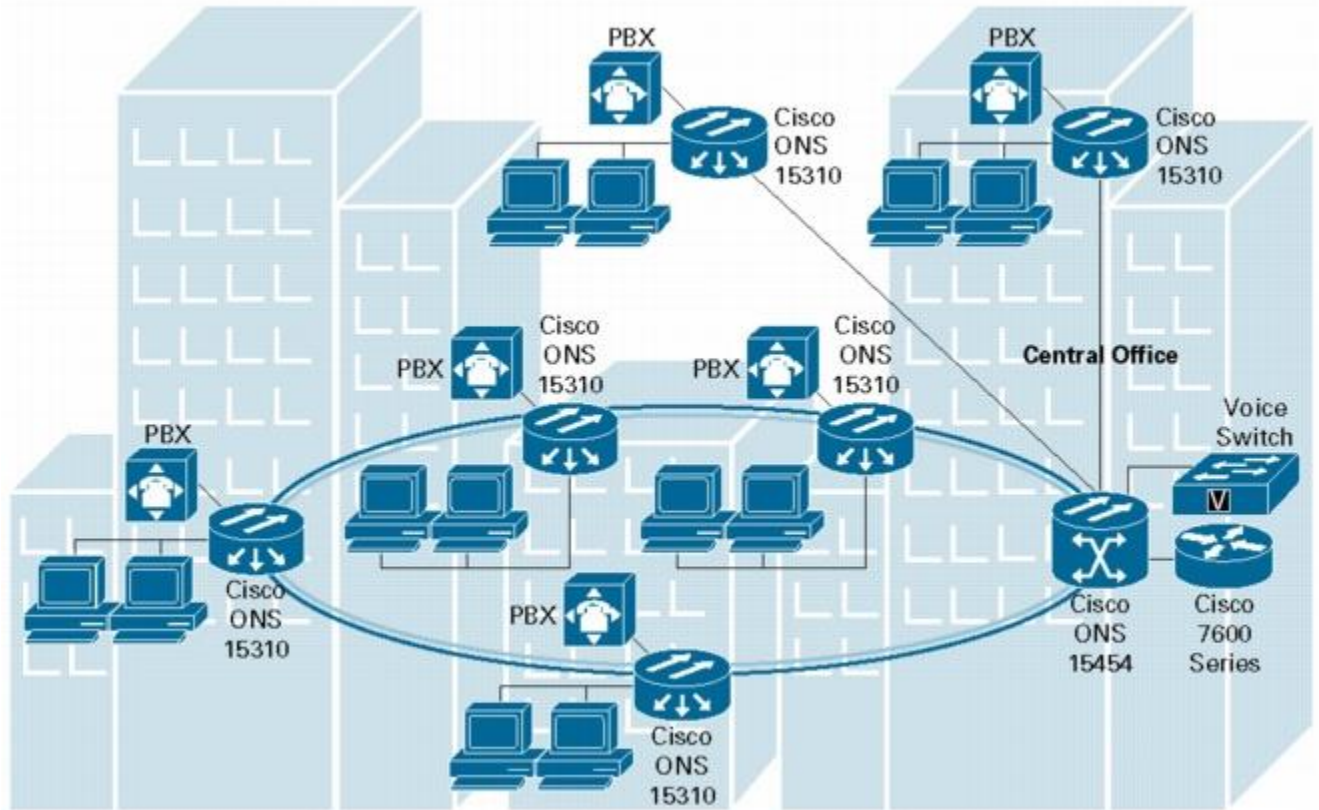 PBX
Cisco
ONS
15310
PBX
Cisco
ONS
15310
PBX
Cisco
ONS
15310
PBX
Cisco
ONS
15310
Central Office
Voice
Switch
V
PBX
Cisco
ONS
15310
Cisco
ONS
15454
Cisco
7600
Series
PBX
Cisco
ONS
15310